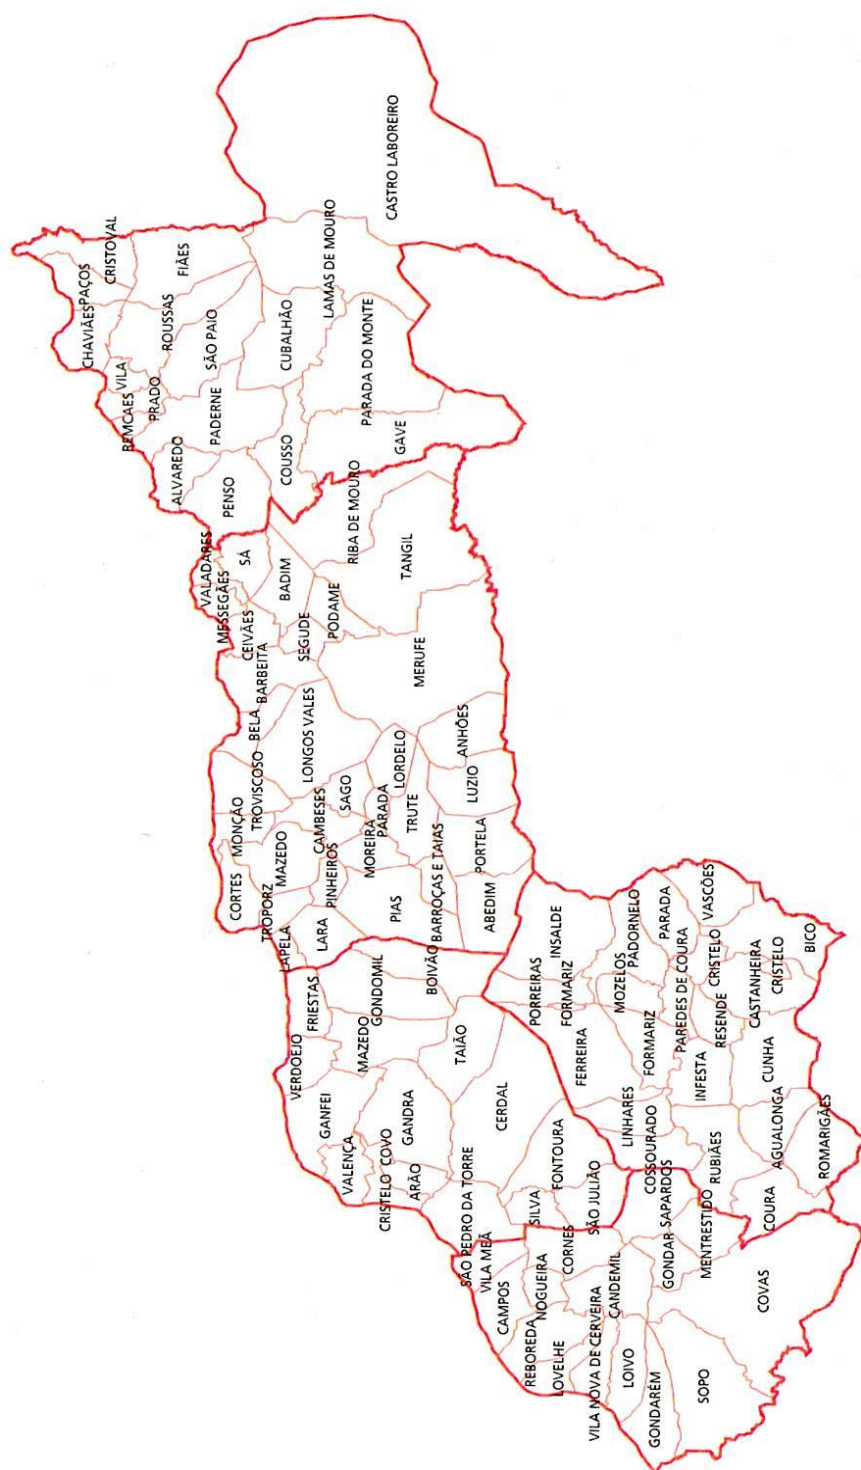 CASTRO LABOREIRO
CRISTOVAL
PAÇOS
CHAVIÃES
FIÃES
LAMAS DE MOURO
ROUSSAS
SÃO PAIO
CUBALHÃO
VILA
PRADO
REMCAES
PADERNE
PARADA DO MONTE
ALVAREDO
COUSSO
GAVE
PENSO
VALADARES
SÁ
RIBA DE MOURO
MESSEGÃES
BADIM
TANGIL
CEIVÃES
PODAME
SEGUDE
BARBEITA
MERUFE
BELA
LONGOS VALES
ANHÕES
TROVISCOSO
LORDELO
MONÇÃO
SAGO
LUZIO
CAMBESES
PARADA
TRUTE
MAZEDO
MOREIRA
CORTES
PINHEIROS
PORTELA
TROPORZ
BARROÇAS E TAIAS
PIAS
ABEDIM
LARA
LAPELA
BOIVÃO
FRIESTAS
GONDOMIL
VERDOEJO
MAZEDO
TAIÃO
GANFEI
GANDRA
CERDAL
VALENÇA
CRISTELO COVO
ARÃO
FONTOURA
SÃO PEDRO DA TORRE
SILVA
SÃO JULIÃO
INSALDE
PORREIRAS
FORMARIZ
PADORNELO
PARADA
VASCÕES
MOZELOS
PAREDES DE COURA
CRISTELO
BICO
FERREIRA
FORMARIZ
RESENDE
CASTANHEIRA
CRISTELO
LINHARES
INFESTA
CUNHA
COSSOURADO
RUBIÃES
AGUALONGA
ROMARIGÃES
COURA
SAPARDOS
GONDAR
MENTRESTIDO
VILA MEÃ
CORNES
CAMPOS
NOGUEIRA
CANDEMIL
COVAS
REBOREDA
LOVELHE
VILA NOVA DE CERVEIRA
LOIVO
GONDARÉM
SOPO